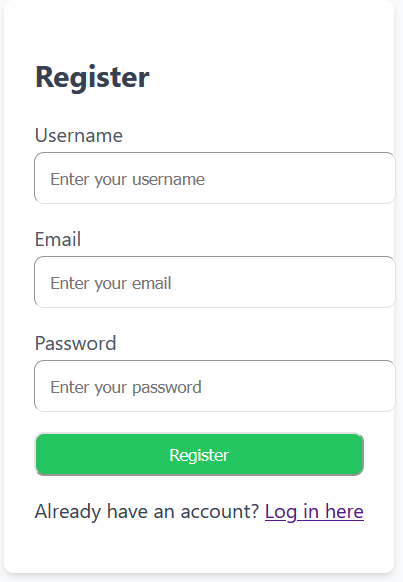 Register
Username
Enter your username
Email
Enter your email
Password
Enter your password
Register
Already have an account? Log in here